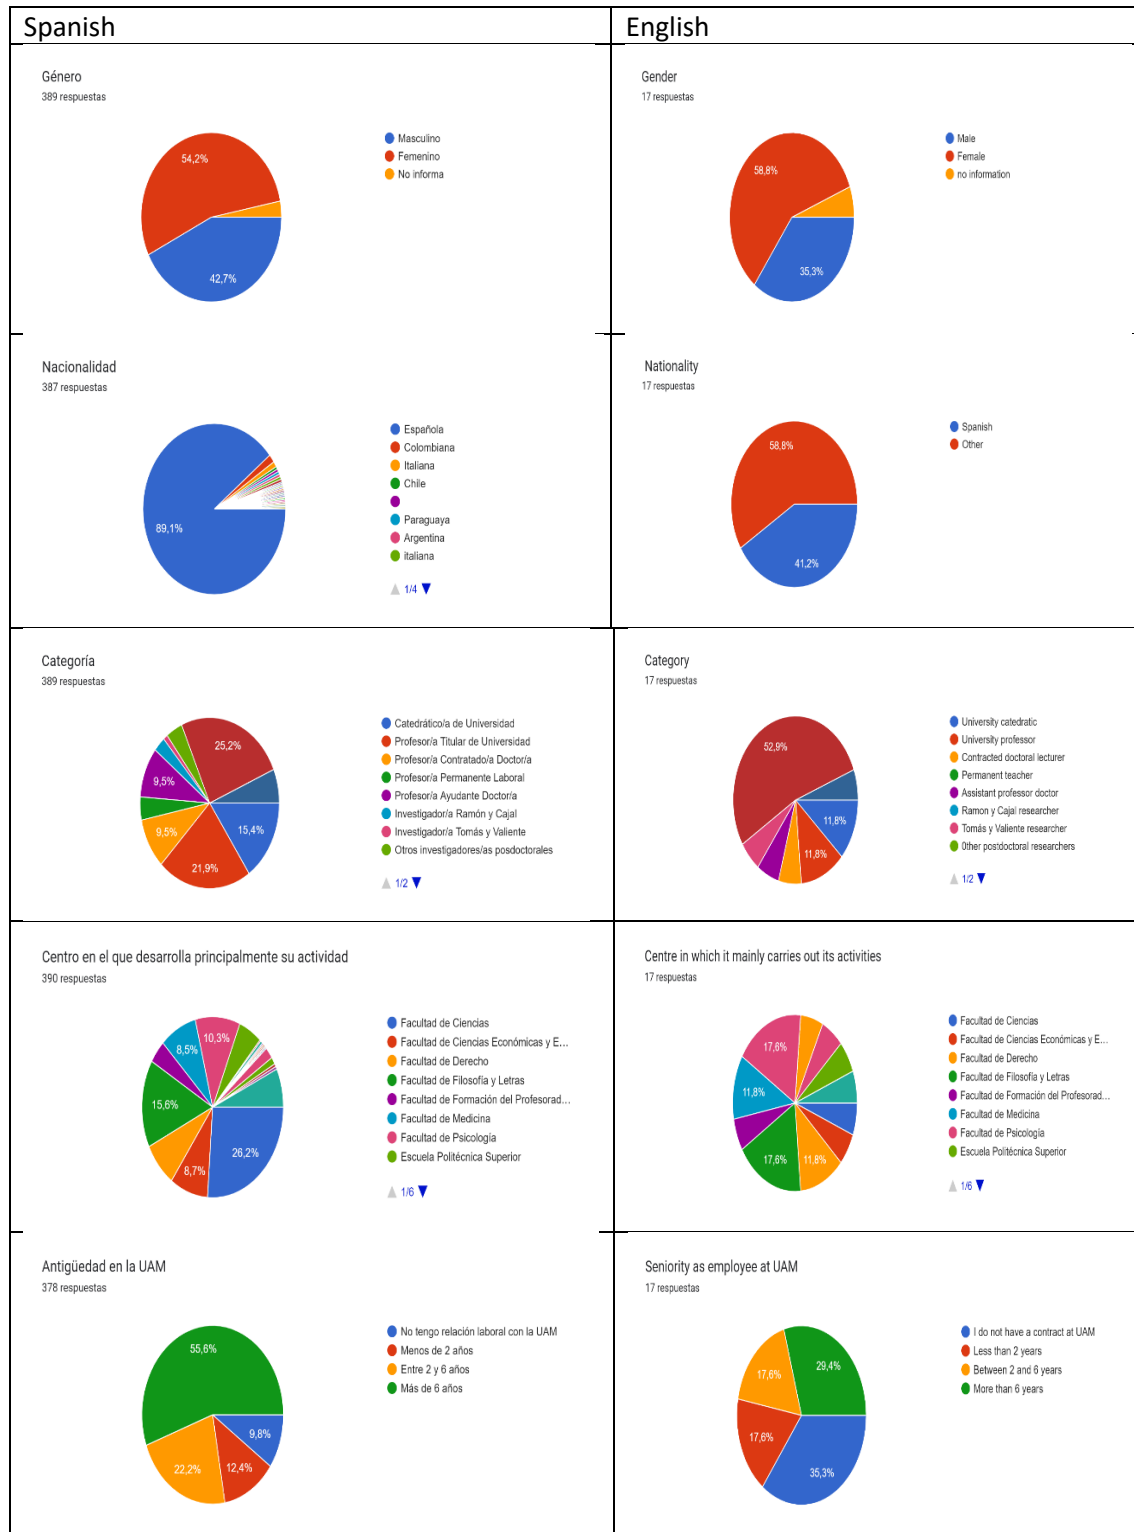 Spanish
English
Género
389 respuestas
54,2%
42,7%
Masculino
Femenino
No informa
Gender
17 respuestas
58,8%
35,3%
Male
Female
no information
Nacionalidad
387 respuestas
89,1%
Española
Colombiana
Italiana
Chile
Paraguaya
Argentina
italiana
1/4
Nationality
17 respuestas
58,8%
41,2%
Spanish
Other
Categoría
389 respuestas
25,2%
9,5%
9,5%
15,4%
21,9%
Catedrático/a de Universidad
Profesor/a Titular de Universidad
Profesor/a Contratado/a Doctor/a
Profesor/a Permanente Laboral
Profesor/a Ayudante Doctor/a
Investigador/a Ramón y Cajal
Investigador/a Tomás y Valiente
Otros investigadores/as posdoctorales
1/2
Category
17 respuestas
52,9%
11,8%
11,8%
University catedratic
University professor
Contracted doctoral lecturer
Permanent teacher
Assistant professor doctor
Ramon y Cajal researcher
Tomás y Valiente researcher
Other postdoctoral researchers
1/2
Centro en el que desarrolla principalmente su actividad
390 respuestas
10,3%
8,5%
15,6%
26,2%
8,7%
Facultad de Ciencias
Facultad de Ciencias Económicas y E...
Facultad de Derecho
Facultad de Filosofía y Letras
Facultad de Formación del Profesorad...
Facultad de Medicina
Facultad de Psicología
Escuela Politécnica Superior
1/6
Centre in which it mainly carries out its activities
17 respuestas
17,6%
11,8%
17,6%
11,8%
Facultad de Ciencias
Facultad de Ciencias Económicas y E...
Facultad de Derecho
Facultad de Filosofía y Letras
Facultad de Formación del Profesorad...
Facultad de Medicina
Facultad de Psicología
Escuela Politécnica Superior
1/6
Antigüedad en la UAM
378 respuestas
55,6%
9,8%
22,2%
12,4%
No tengo relación laboral con la UAM
Menos de 2 años
Entre 2 y 6 años
Más de 6 años
Seniority as employee at UAM
17 respuestas
17,6%
29,4%
17,6%
35,3%
I do not have a contract at UAM
Less than 2 years
Between 2 and 6 years
More than 6 years